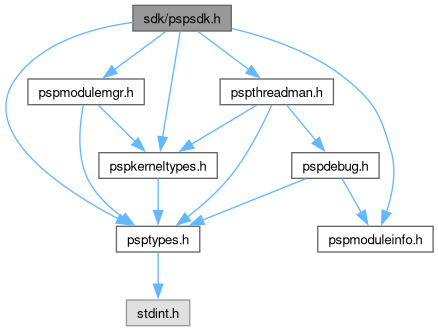 sdk/pspsdk.h
pspmodulemgr.h
pspthreadman.h
pspkerneltypes.h
pspdebug.h
psptypes.h
pspmoduleinfo.h
stdint.h